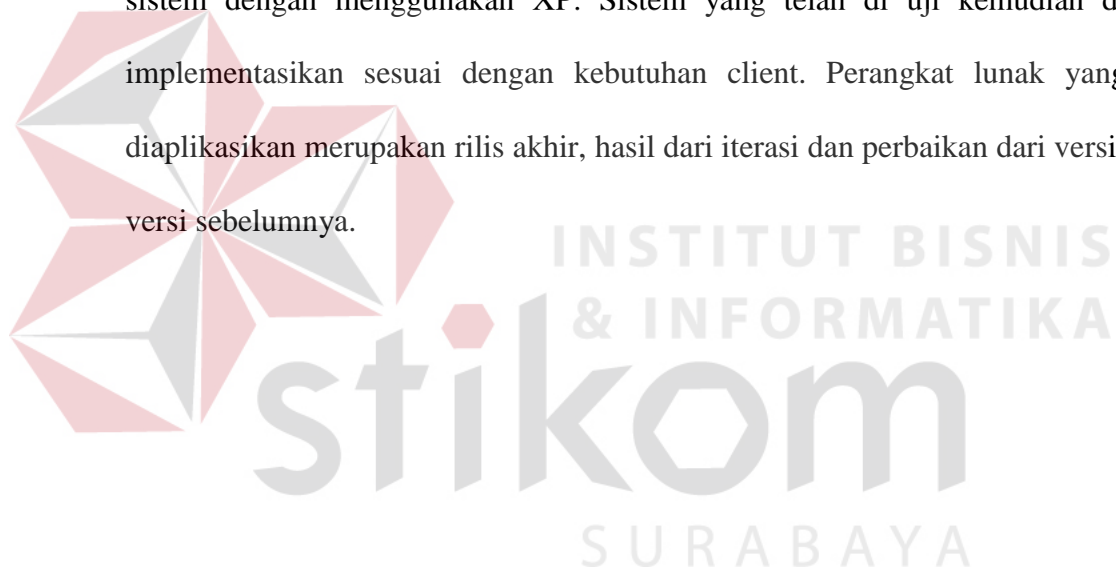 sistem dengan menggunakan XP. Sistem yang telah di uji kemudian d
implementasikan sesuai dengan kebutuhan client. Perangkat lunak yang
diaplikasikan merupakan rilis akhir, hasil dari iterasi dan perbaikan dari versi
versi sebelumnya.
INSTITUT BISNIS
& INFORMATIKA
stikom
SURABAYA